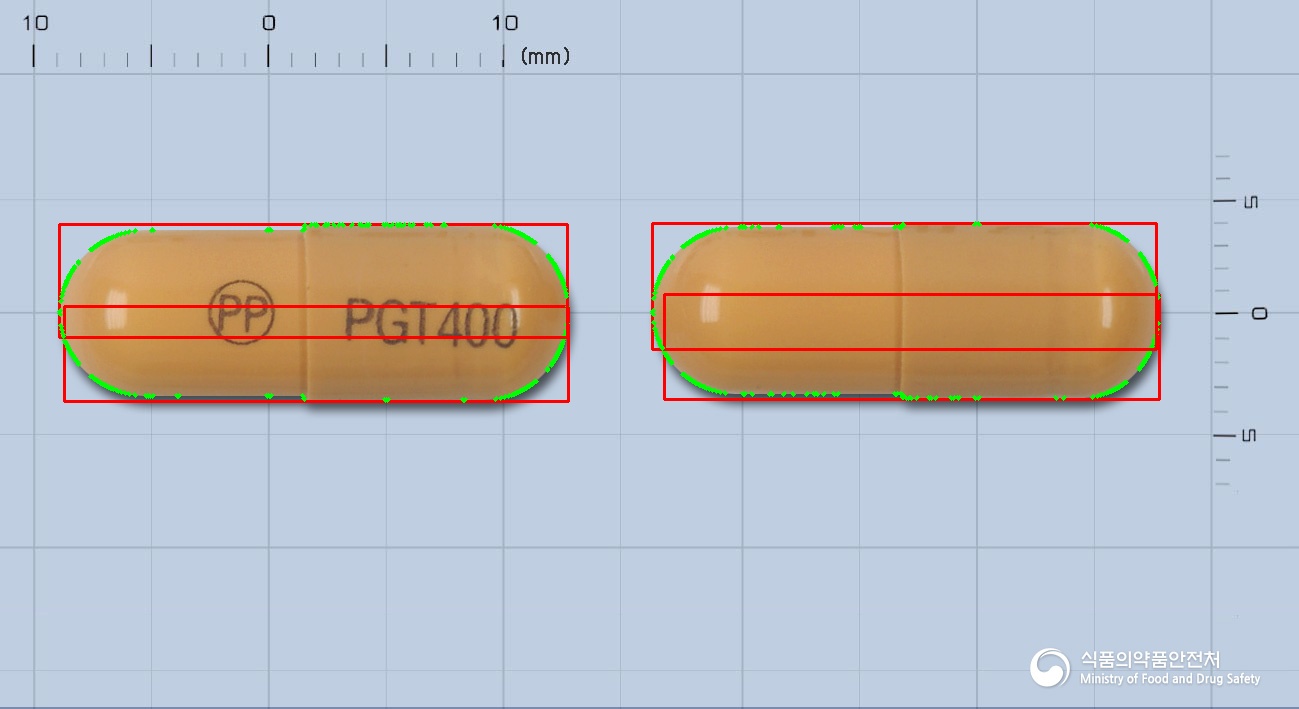 10 0 10
(mm)
PP
PGT400
5
0
5
식품의약품안전처
Ministry of Food and Drug Safety